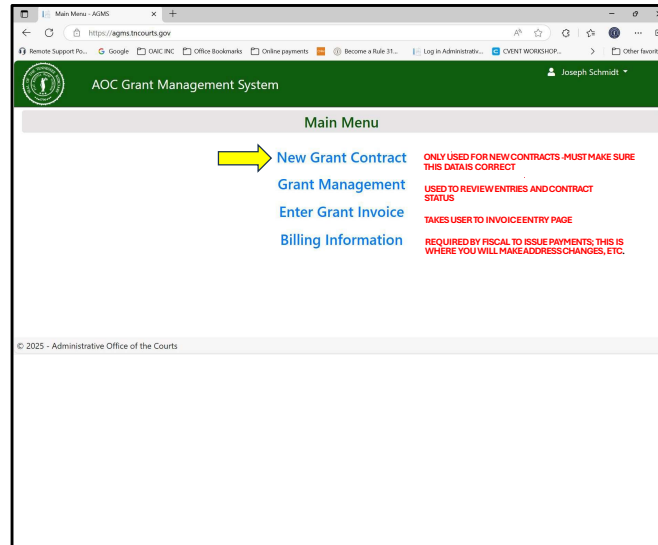 Main Menu - AGMS
https://agms.tncourts.gov
Remote Support Po... Google OAIC INC Office Bookmarks Online payments Become a Rule 31... Log in Administrativ... CVENT WORKSHOP... Other favorit
AOC Grant Management System
Joseph Schmidt
Main Menu
New Grant Contract
ONLY USED FOR NEW CONTRACTS -MUST MAKE SURE
THIS DATA IS CORRECT
Grant Management
USED TO REVIEW ENTRIES AND CONTRACT
STATUS
Enter Grant Invoice
TAKES USER TO INVOICE ENTRY PAGE
Billing Information
REQUIRED BY FISCAL TO ISSUE PAYMENTS; THIS IS
WHERE YOU WILL MAKE ADDRESS CHANGES, ETC.
© 2025 - Administrative Office of the Courts